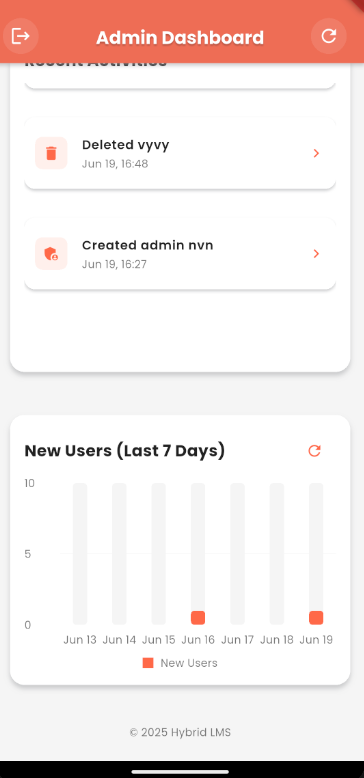 Admin Dashboard
Recent Activities
Deleted vyvy
Jun 19, 16:48
Created admin nvn
Jun 19, 16:27
New Users (Last 7 Days)
10
5
0
Jun 13 Jun 14 Jun 15 Jun 16 Jun 17 Jun 18 Jun 19
New Users
© 2025 Hybrid LMS